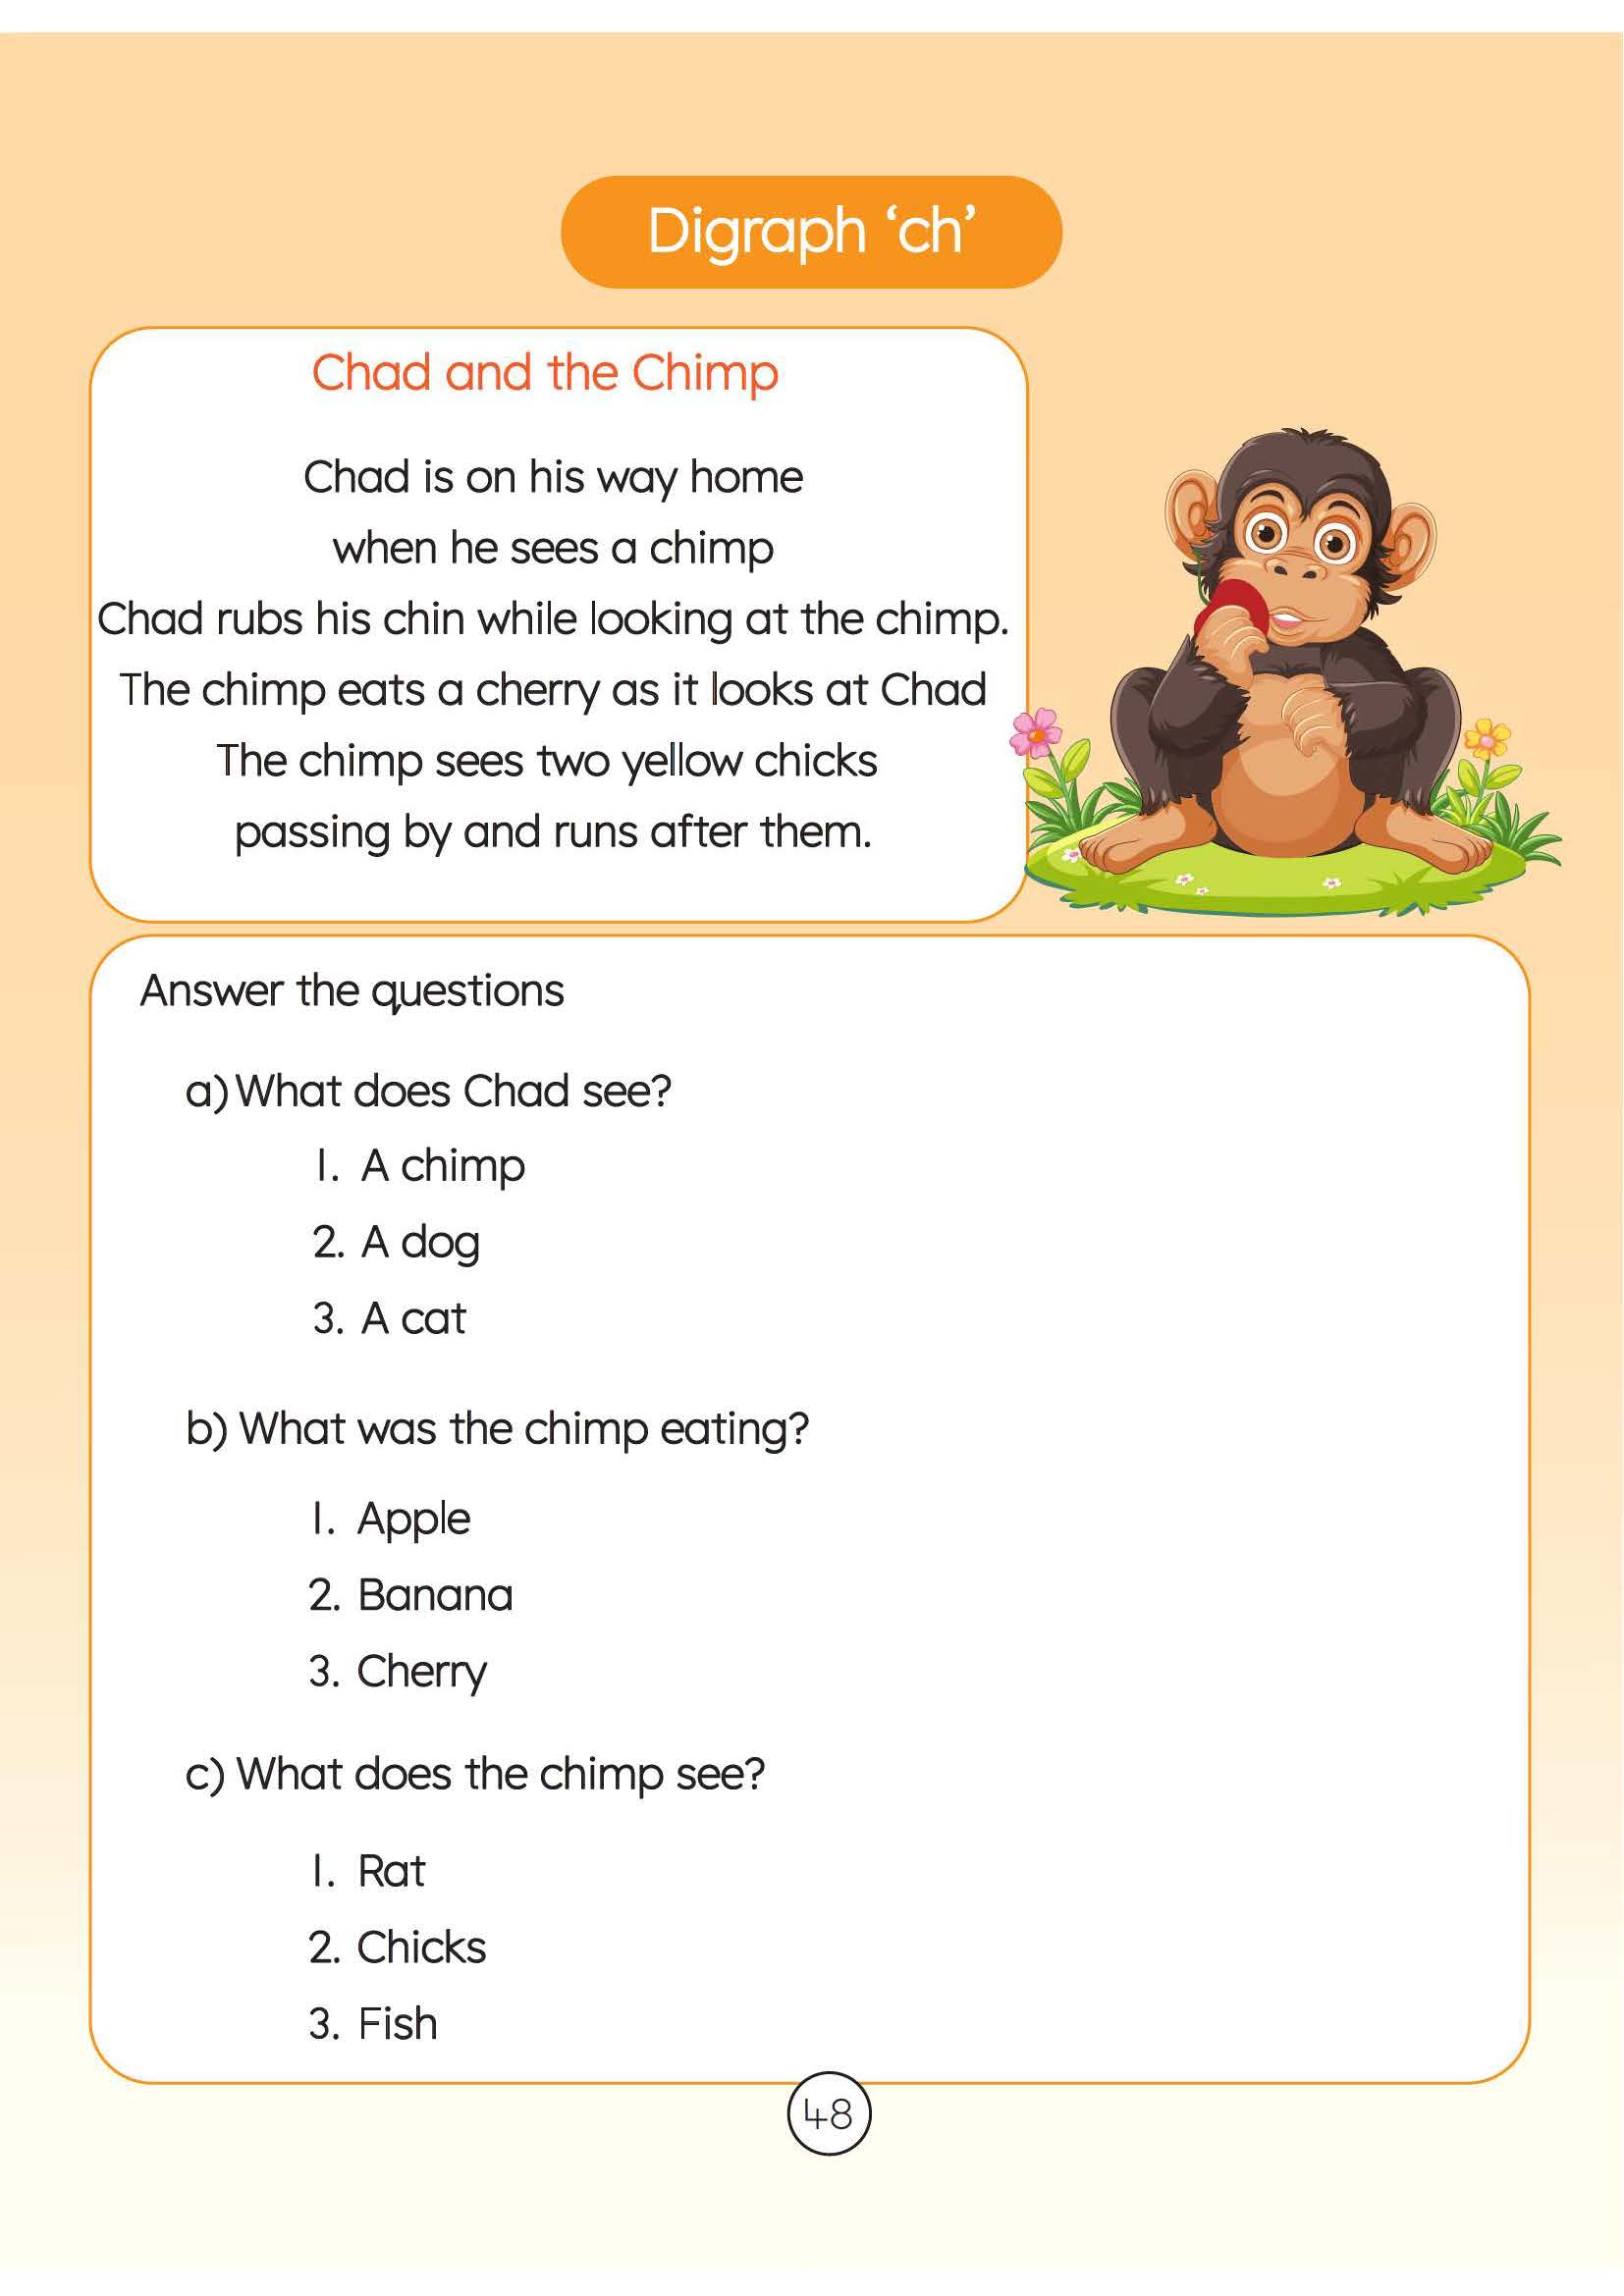 Digraph ‘ch’
Chad and the Chimp
Chad is on his way home
when he sees a chimp
Chad rubs his chin while looking at the chimp.
The chimp eats a cherry as it looks at Chad
The chimp sees two yellow chicks
passing by and runs after them.
Answer the questions
a) What does Chad see?
1. A chimp
2. A dog
3. A cat
b) What was the chimp eating?
1. Apple
2. Banana
3. Cherry
c) What does the chimp see?
1. Rat
2. Chicks
3. Fish
48